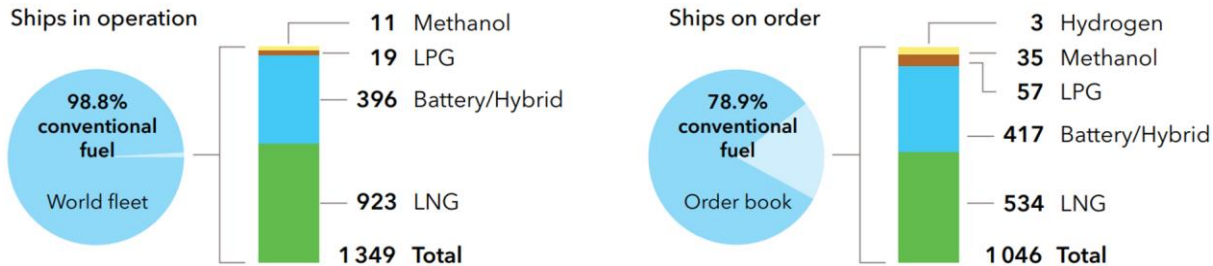 Ships in operation
98.8%
conventional
fuel
World fleet
11 Methanol
19 LPG
396 Battery/Hybrid
923 LNG
1 349 Total
Ships on order
78.9%
conventional
fuel
Order book
3 Hydrogen
35 Methanol
57 LPG
417 Battery/Hybrid
534 LNG
1 046 Total